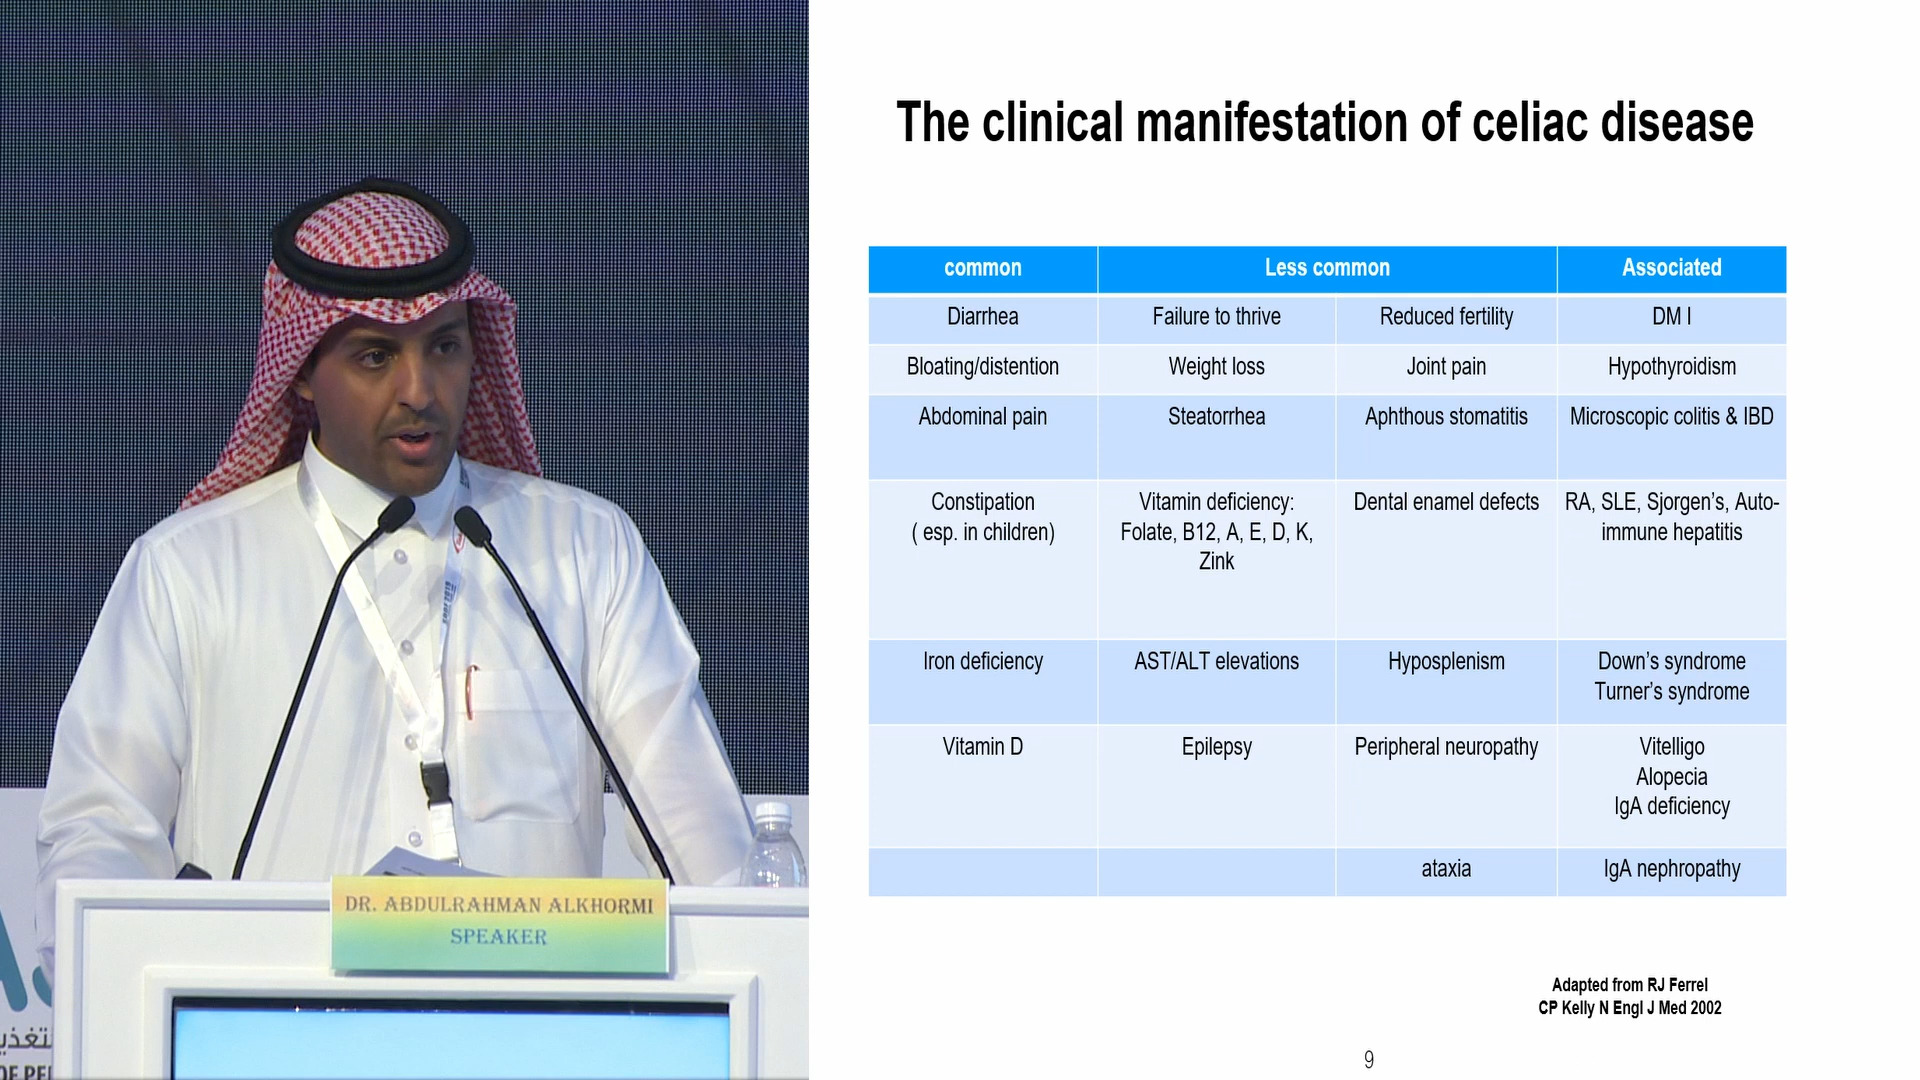 The clinical manifestation of celiac disease
common Less common Associated
Diarrhea Failure to thrive Reduced fertility DM I
Bloating/distention Weight loss Joint pain Hypothyroidism
Abdominal pain Steatorrhea Aphthous stomatitis Microscopic colitis & IBD
Constipation Vitamin deficiency: Dental enamel defects RA, SLE, Sjorgen's, Auto-
( esp. in children) Folate, B12, A, E, D, K, immune hepatitis
Zink
Iron deficiency AST/ALT elevations Hyposplenism Down's syndrome
Turner's syndrome
Vitamin D Epilepsy Peripheral neuropathy Vitelligo
Alopecia
IgA deficiency
ataxia IgA nephropathy
Adapted from RJ Ferrel
CP Kelly N Engl J Med 2002
9
DR. ABDULRAHMAN ALKHORMI
SPEAKER